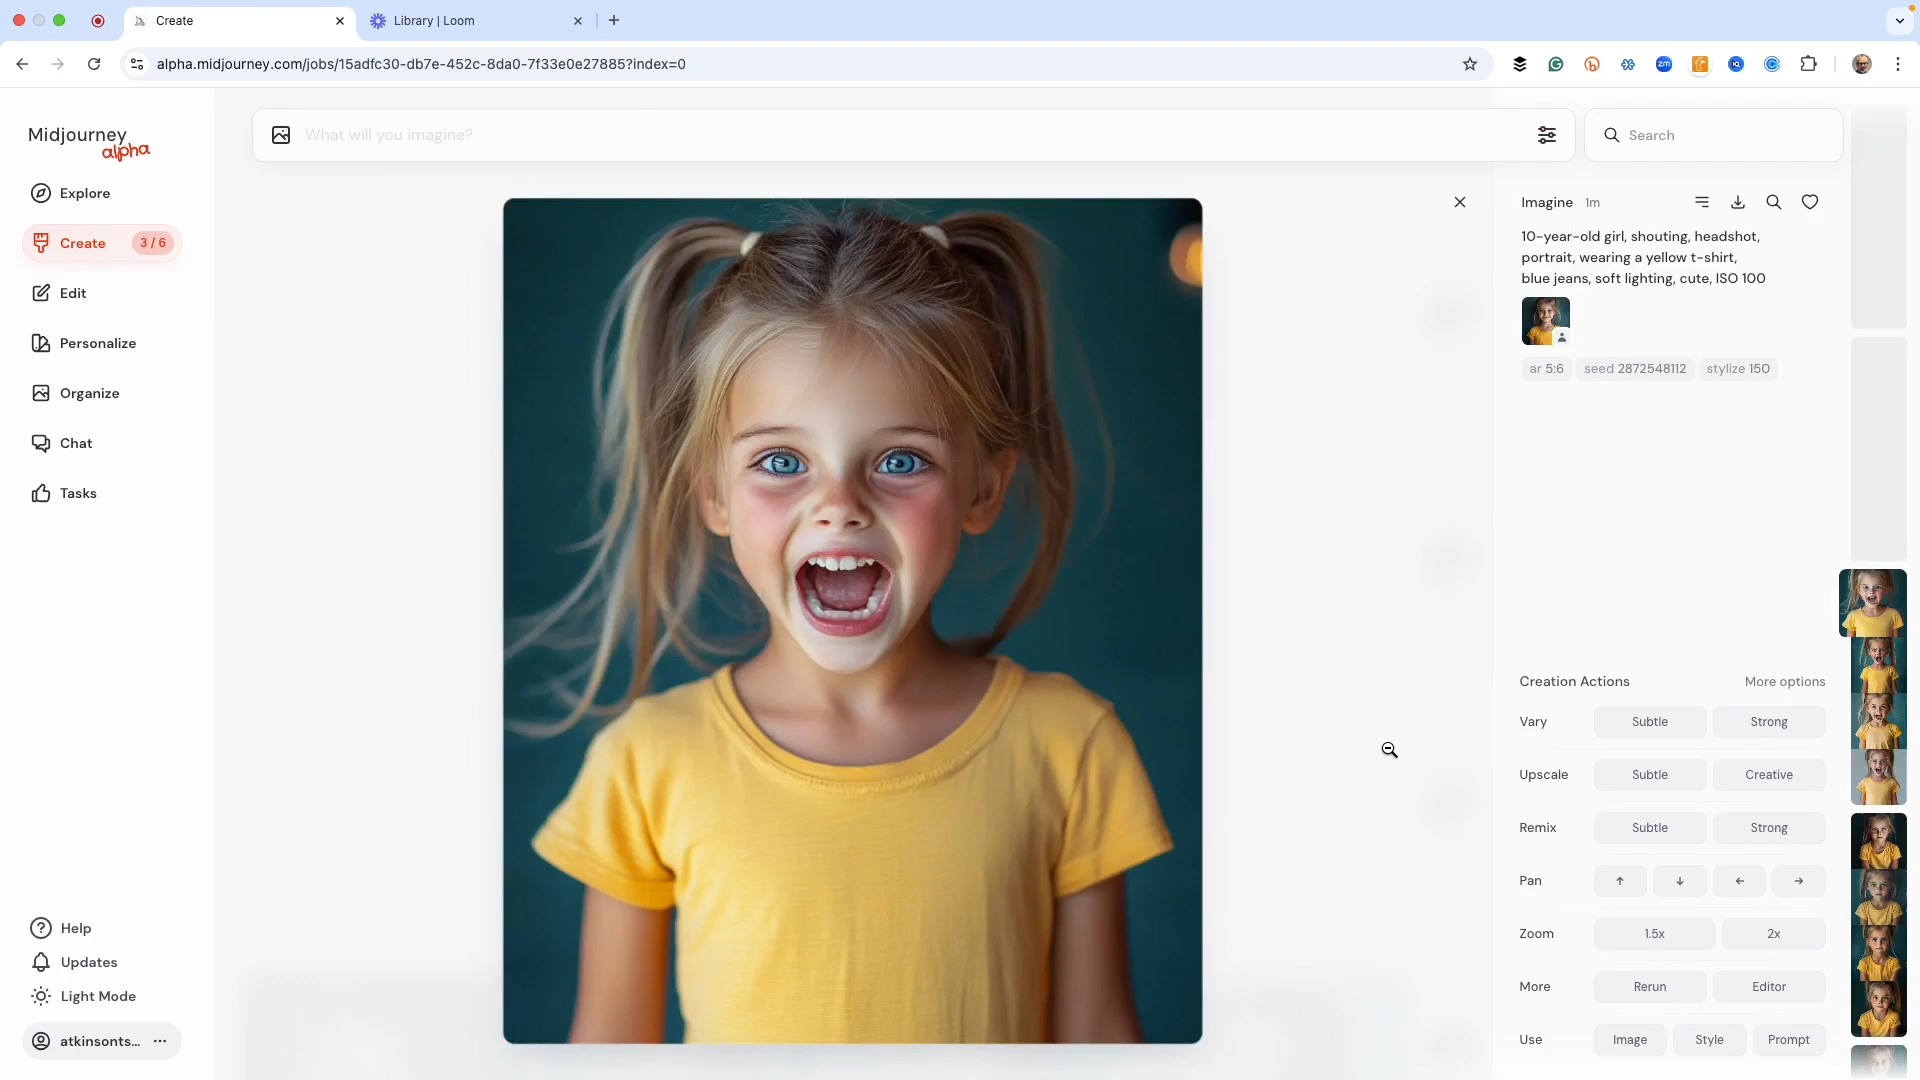 Create
Library | Loom
alpha.midjourney.com/jobs/15adfc30-db7e-452c-8da0-7f33e0e27885?index=0
Midjourney
alpha
What will you imagine?
Search
Explore
Create 3 / 6
Edit
Personalize
Organize
Chat
Tasks
Help
Updates
Light Mode
atkinsonts...
Imagine 1m
10-year-old girl, shouting, headshot,
portrait, wearing a yellow t-shirt,
blue jeans, soft lighting, cute, ISO 100
ar 5:6 seed 2872548112 stylize 150
Creation Actions More options
Vary Subtle Strong
Upscale Subtle Creative
Remix Subtle Strong
Pan
Zoom 1.5x 2x
More Rerun Editor
Use Image Style Prompt